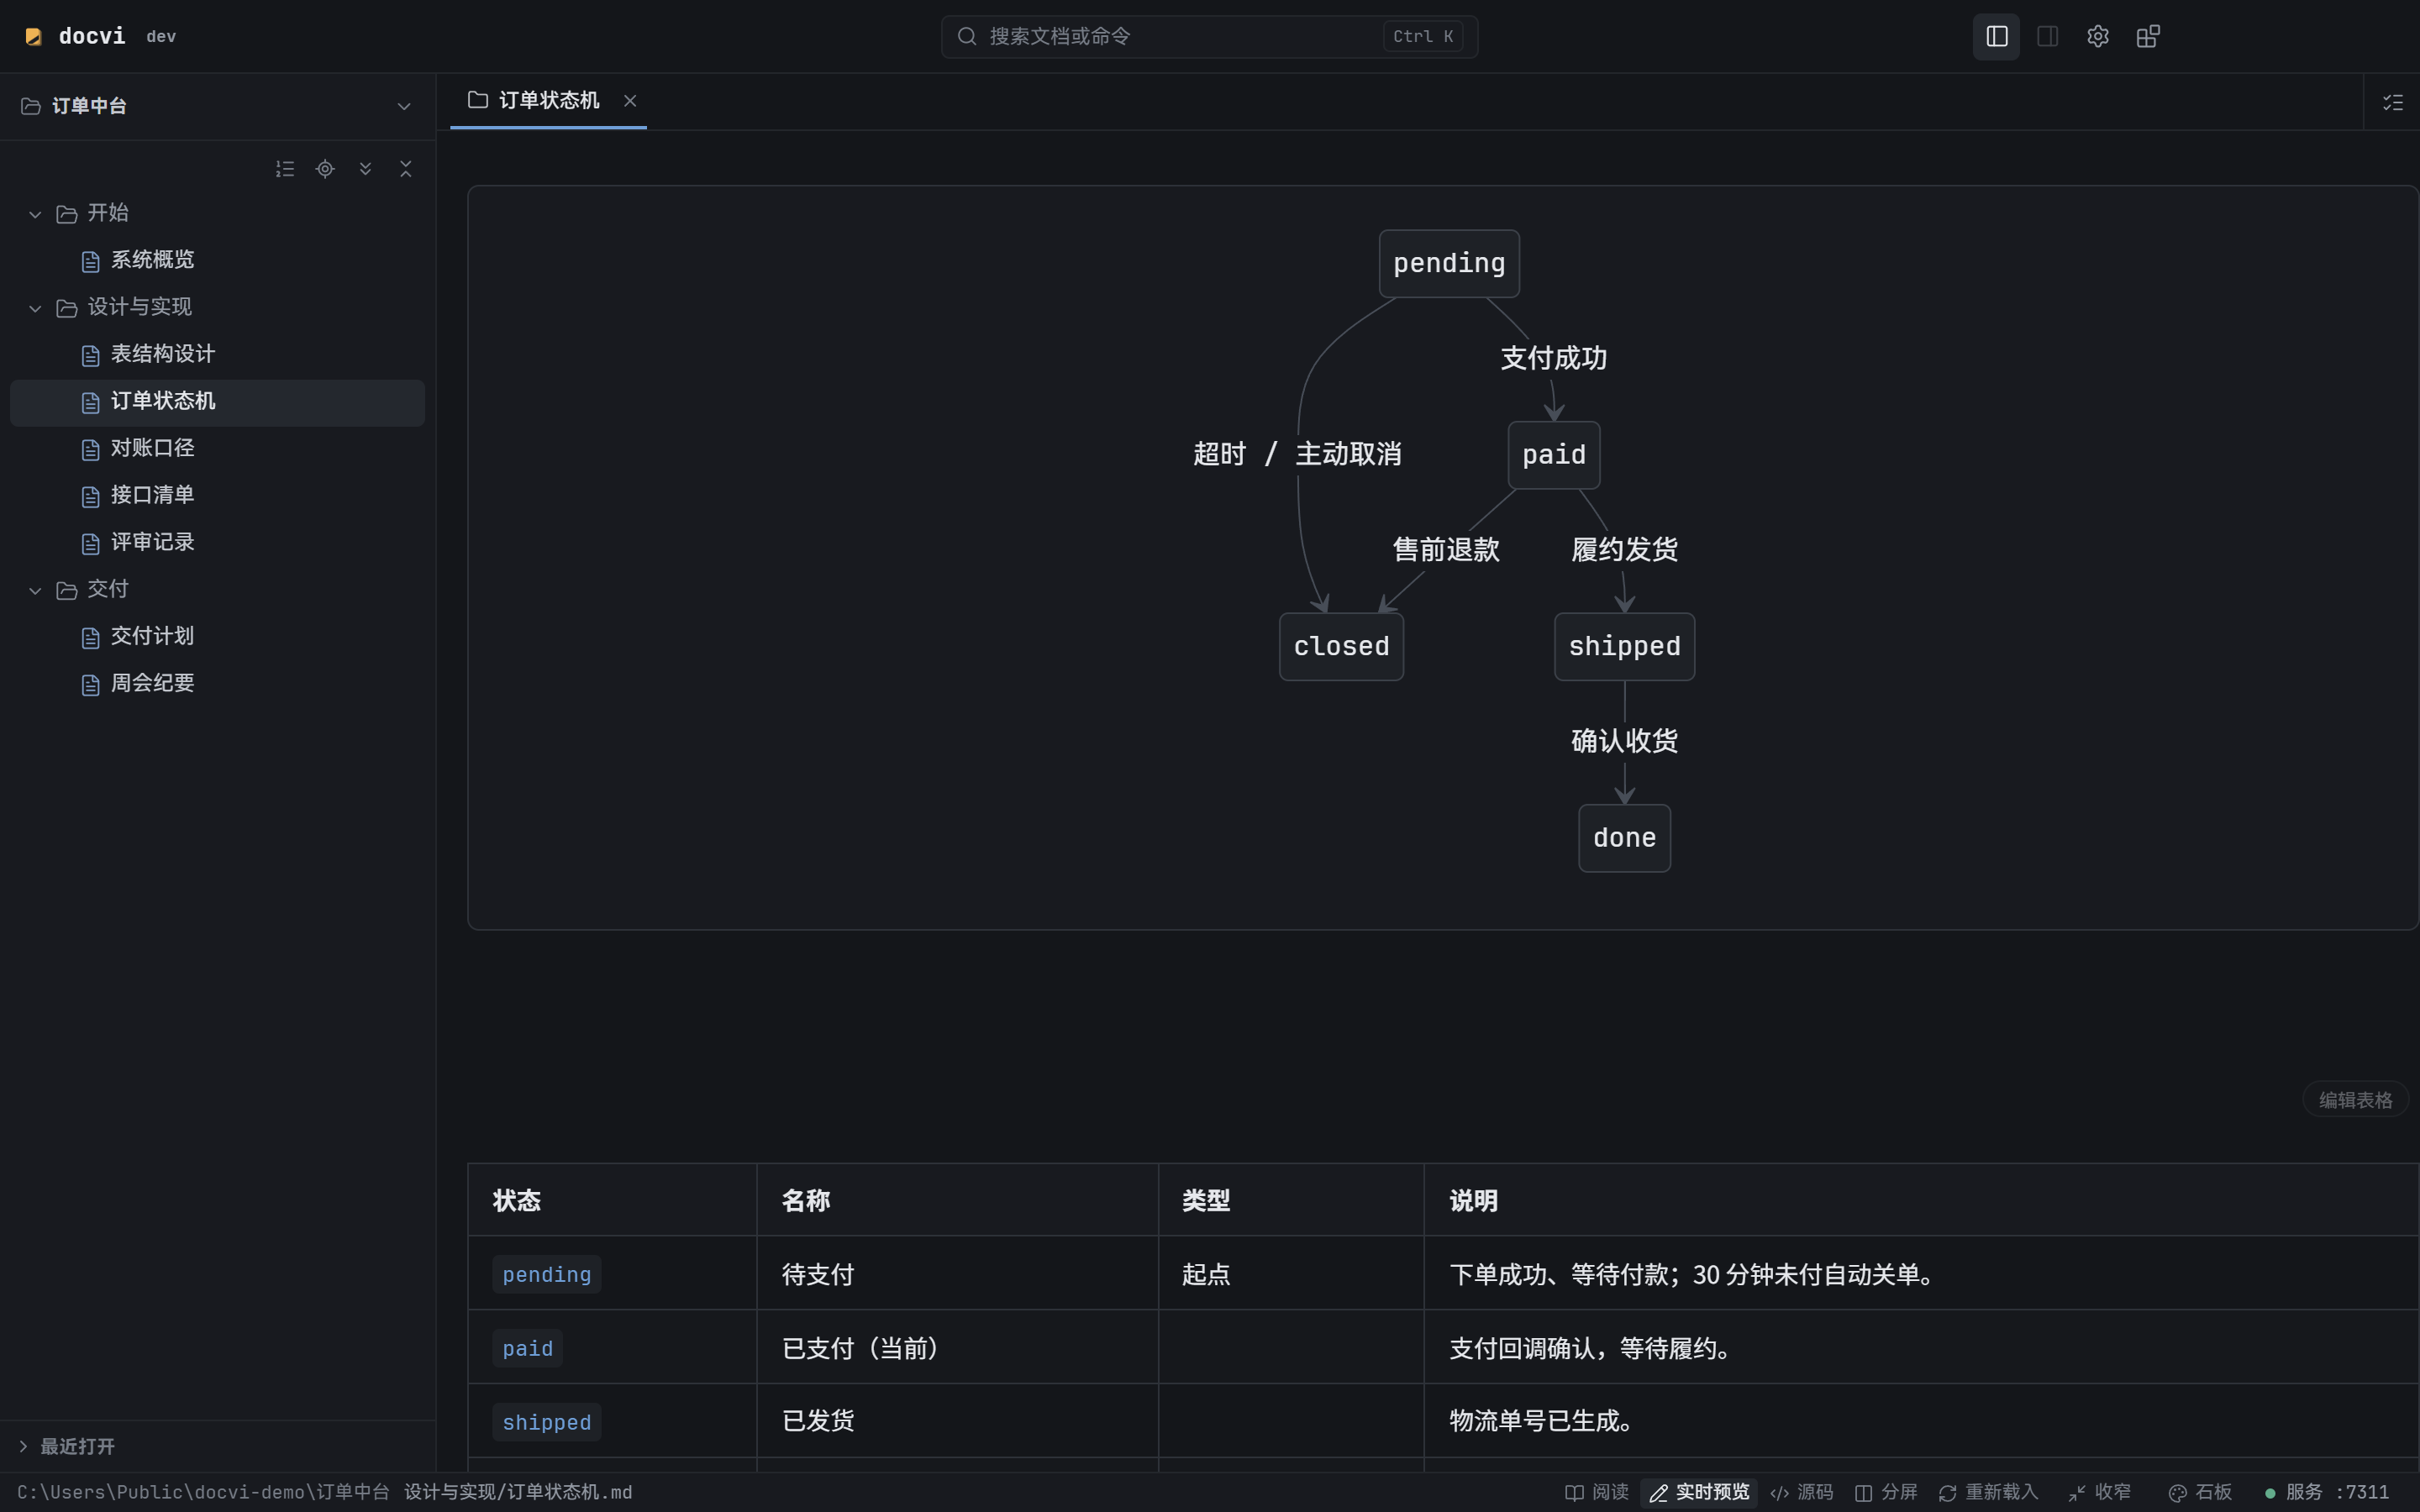 docvi dev
搜索文档或命令 Ctrl K
订单中台
订单状态机
开始
系统概览
设计与实现
表结构设计
订单状态机
对账口径
接口清单
评审记录
交付
交付计划
周会纪要
最近打开
pending
支付成功
超时 / 主动取消
paid
售前退款
履约发货
closed
shipped
确认收货
done
编辑表格
状态 名称 类型 说明
pending 待支付 起点 下单成功、等待付款；30 分钟未付自动关单。
paid 已支付（当前） 支付回调确认，等待履约。
shipped 已发货 物流单号已生成。
C:\Users\Public\docvi-demo\订单中台 设计与实现/订单状态机.md 阅读 实时预览 源码 分屏 重新载入 收窄 石板 服务 :7311